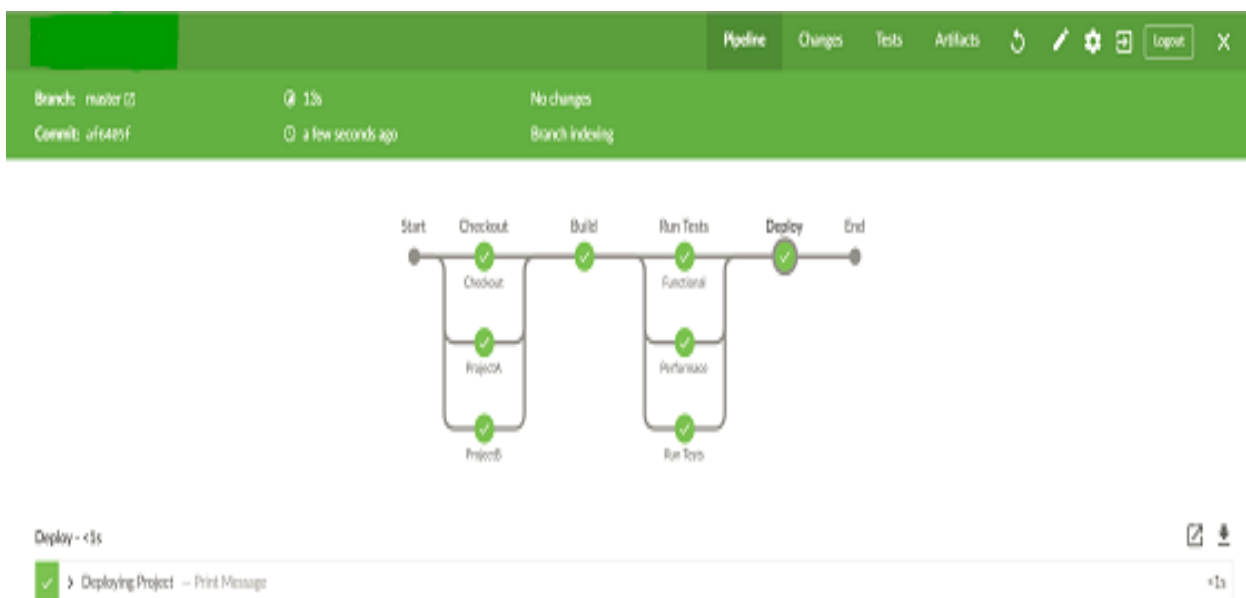 Pipeline Changes Tests Artifacts Logout
Branch: master 13s No changes
Commit: af6405f a few seconds ago Branch indexing
Start Checkout Build Run Tests Deploy End
Checkout Functional
ProjectA Performace
ProjectB Run Tests
Deploy - <1s
Deploying Project -- Print Message <1s